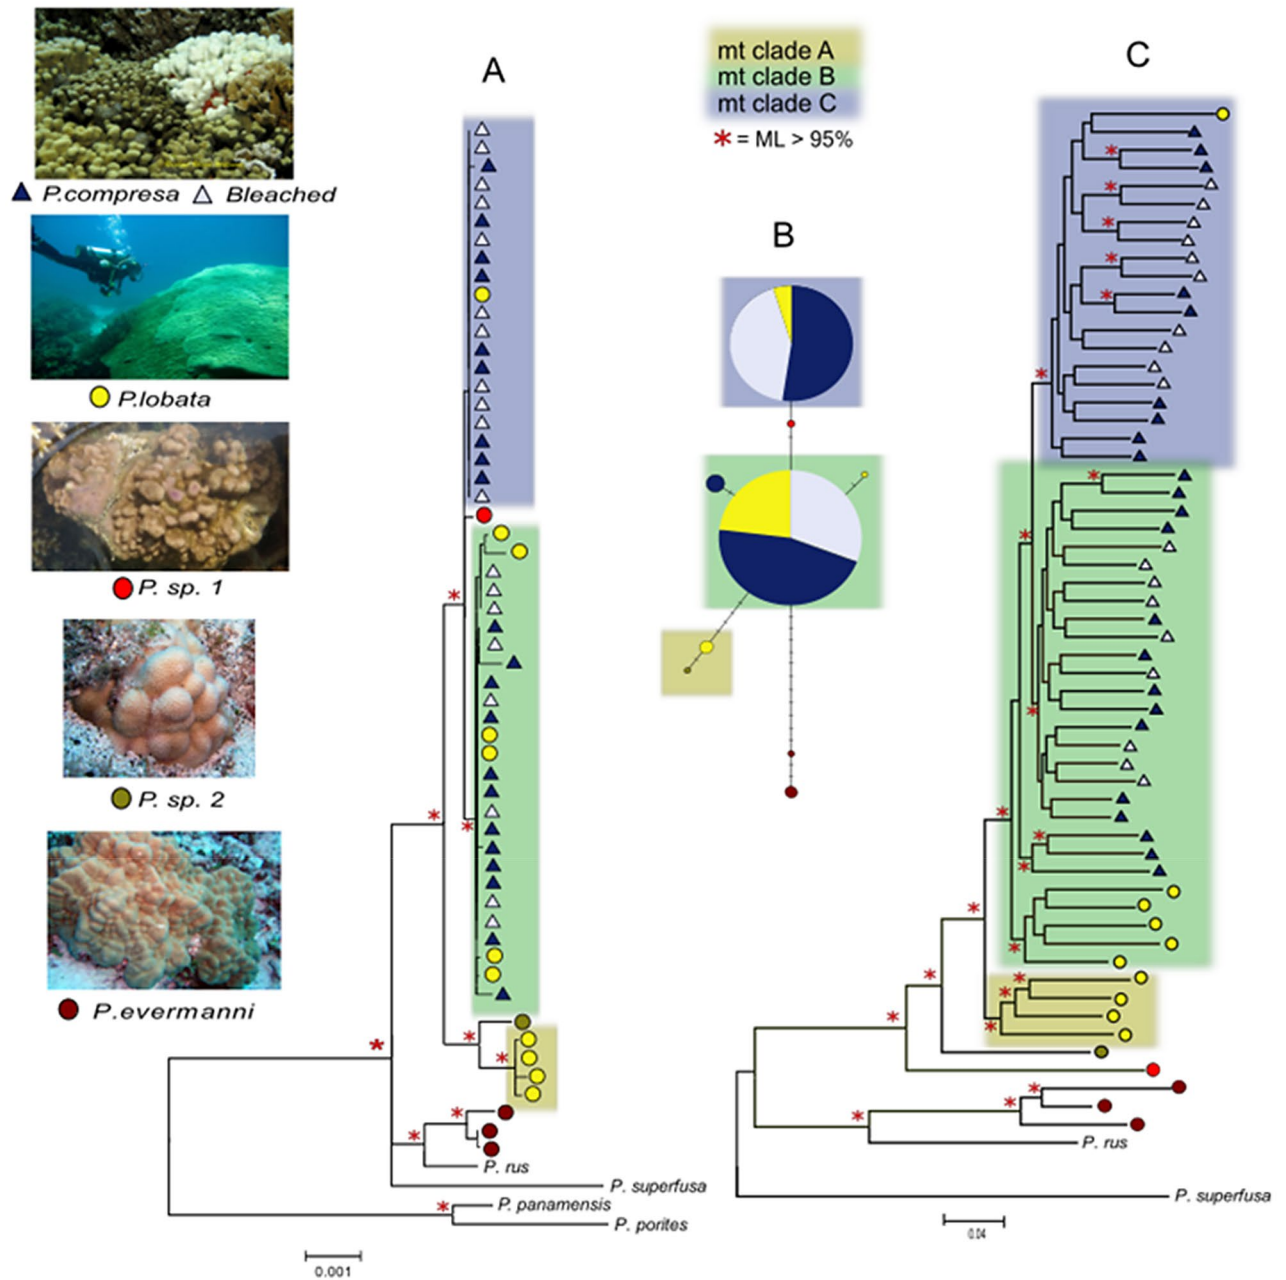 A
mt clade A
mt clade B
mt clade C
* = ML > 95%
C
P.compresa
Bleached
B
P.lobata
P. sp. 1
P. sp. 2
P.evermanni
P. rus
P. superfusa
P. panamensis
P. porites
0.001
P. rus
P. superfusa
0.04